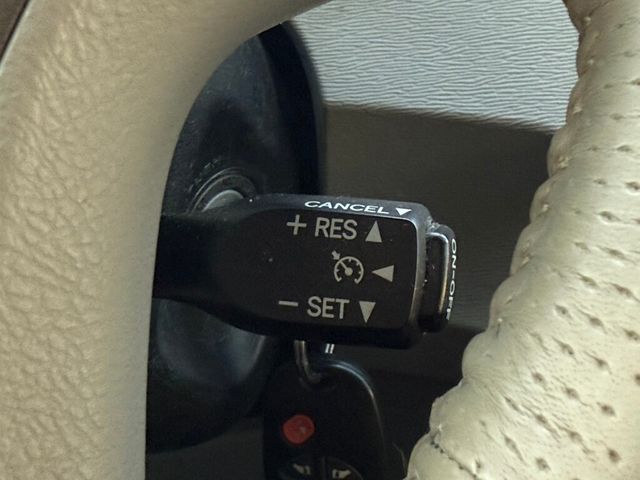 CANCEL ▼
+ RES ▲
◀
− SET ▼
ON-OFF